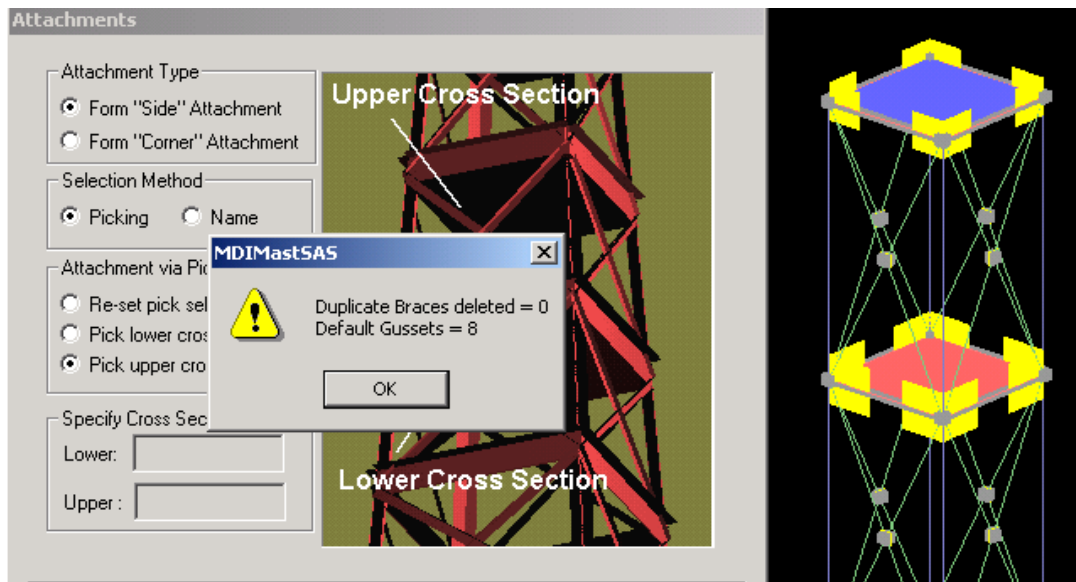 Attachments
Attachment Type
Form "Side" Attachment
Form "Corner" Attachment
Selection Method
Picking Name
Attachment via Pic
Re-set pick sel
Pick lower cros
Pick upper cro
Specify Cross Sec
Lower:
Upper :
Upper Cross Section
MDIMastSAS
Duplicate Braces deleted = 0
Default Gussets = 8
OK
Lower Cross Section